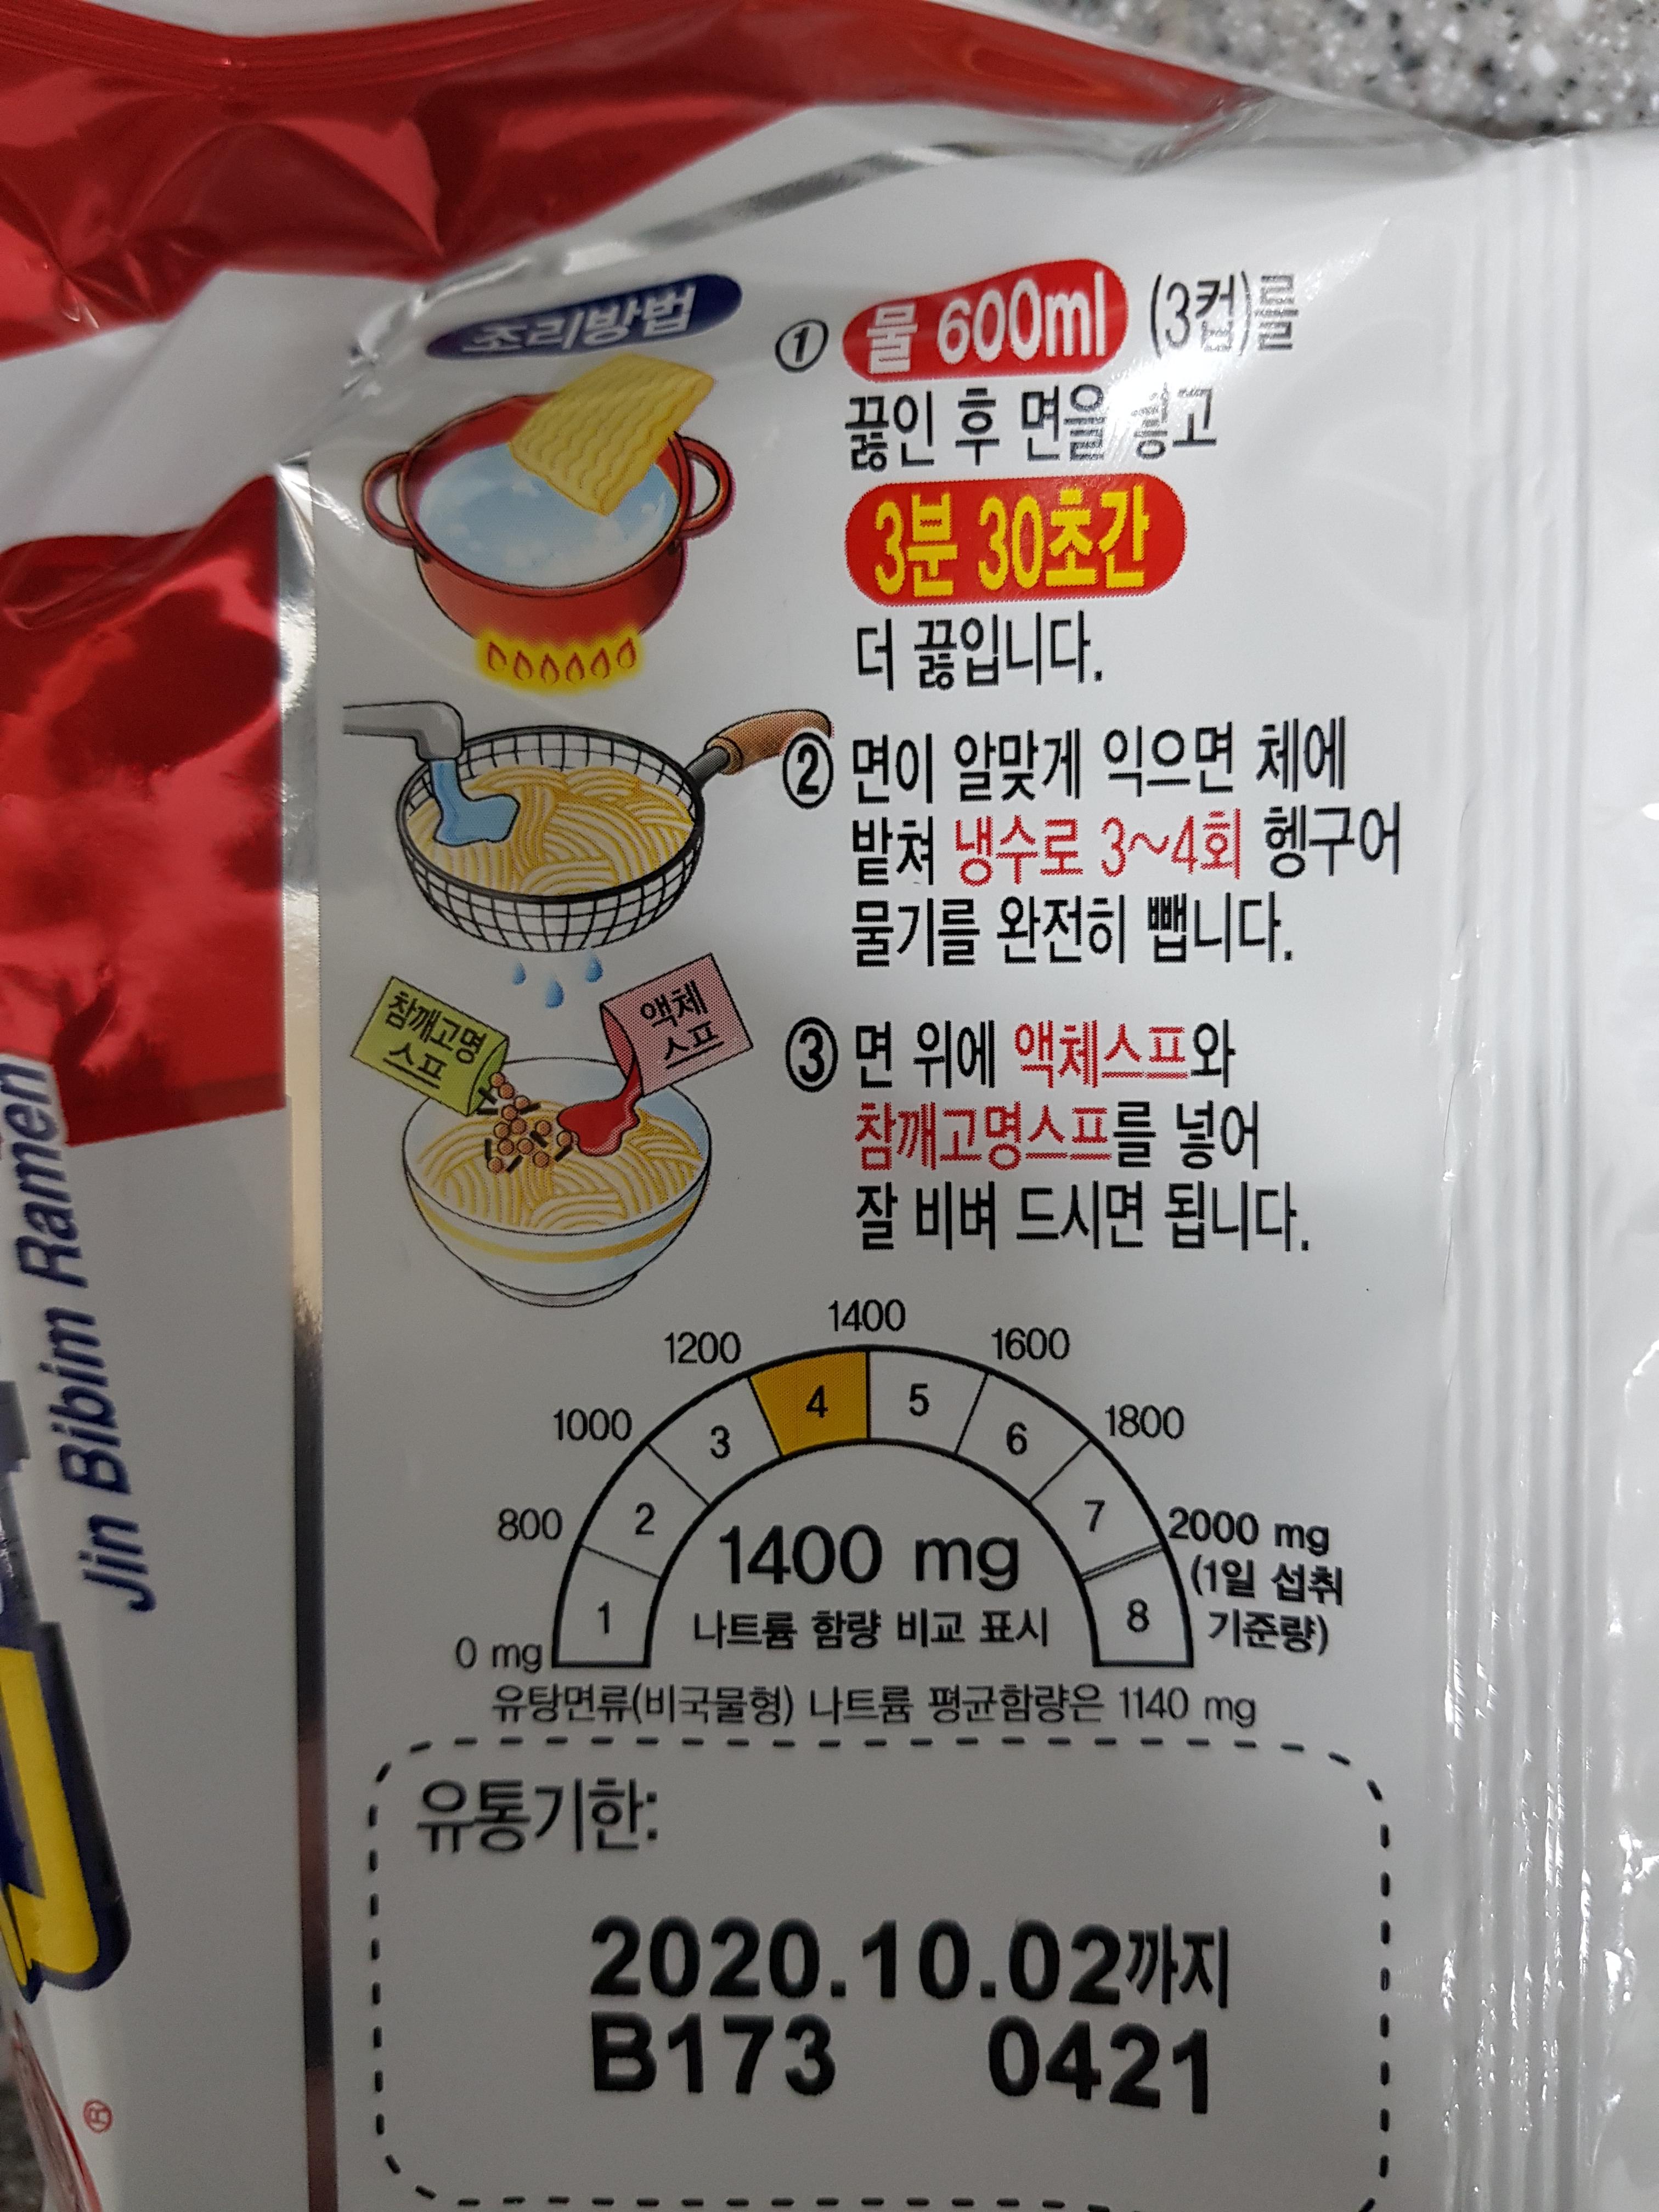 조리방법
① 물 600ml (3컵)를
끓인 후 면을 넣고
3분 30초간
더 끓입니다.
② 면이 알맞게 익으면 체에
밭쳐 냉수로 3~4회 헹구어
물기를 완전히 뺍니다.
참깨고명
스프
액체
스프
③ 면 위에 액체스프와
참깨고명스프를 넣어
잘 비벼 드시면 됩니다.
0 mg 800 1000 1200 1400 1600 1800 2000 mg
(1일 섭취
기준량)
1 2 3 4 5 6 7 8
1400 mg
나트륨 함량 비교 표시
유탕면류(비국물형) 나트륨 평균함량은 1140 mg
유통기한:
2020.10.02까지
B173 0421
Jin Bibim Ramen
®